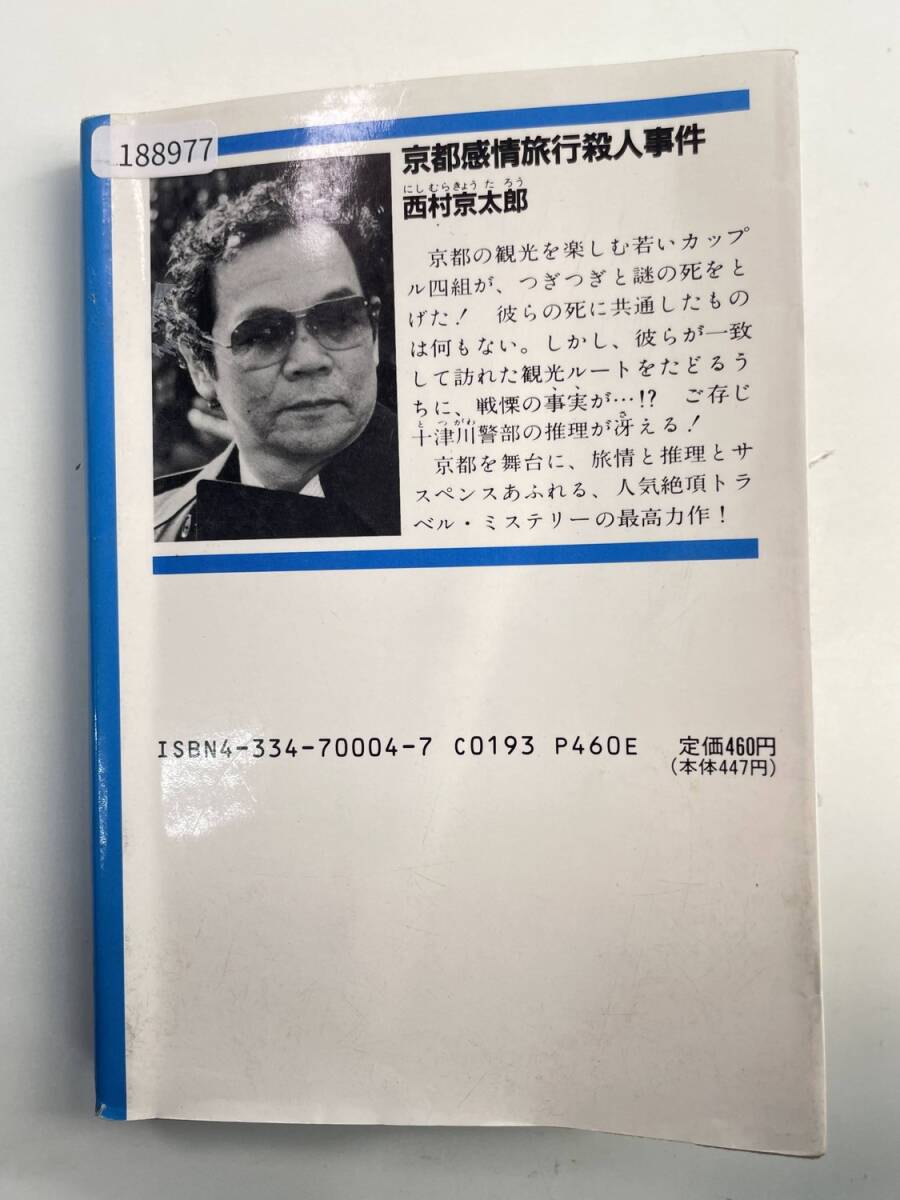 188977
京都感情旅行殺人事件
にしむらきょうたろう
西村京太郎
京都の観光を楽しむ若いカップ
ル四組が、つぎつぎと謎の死をと
げた！ 彼らの死に共通したもの
は何もない。しかし、彼らが一致
して訪れた観光ルートをたどるう
ちに、戦慄の事実が…!? ご存じ
とつがわ さ
十津川警部の推理が冴える！
京都を舞台に、旅情と推理とサ
スペンスあふれる、人気絶頂トラ
ベル・ミステリーの最高力作！
ISBN4-334-70004-7 C0193 P460E 定価460円
(本体447円)